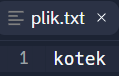 plik.txt ×
1 kotek